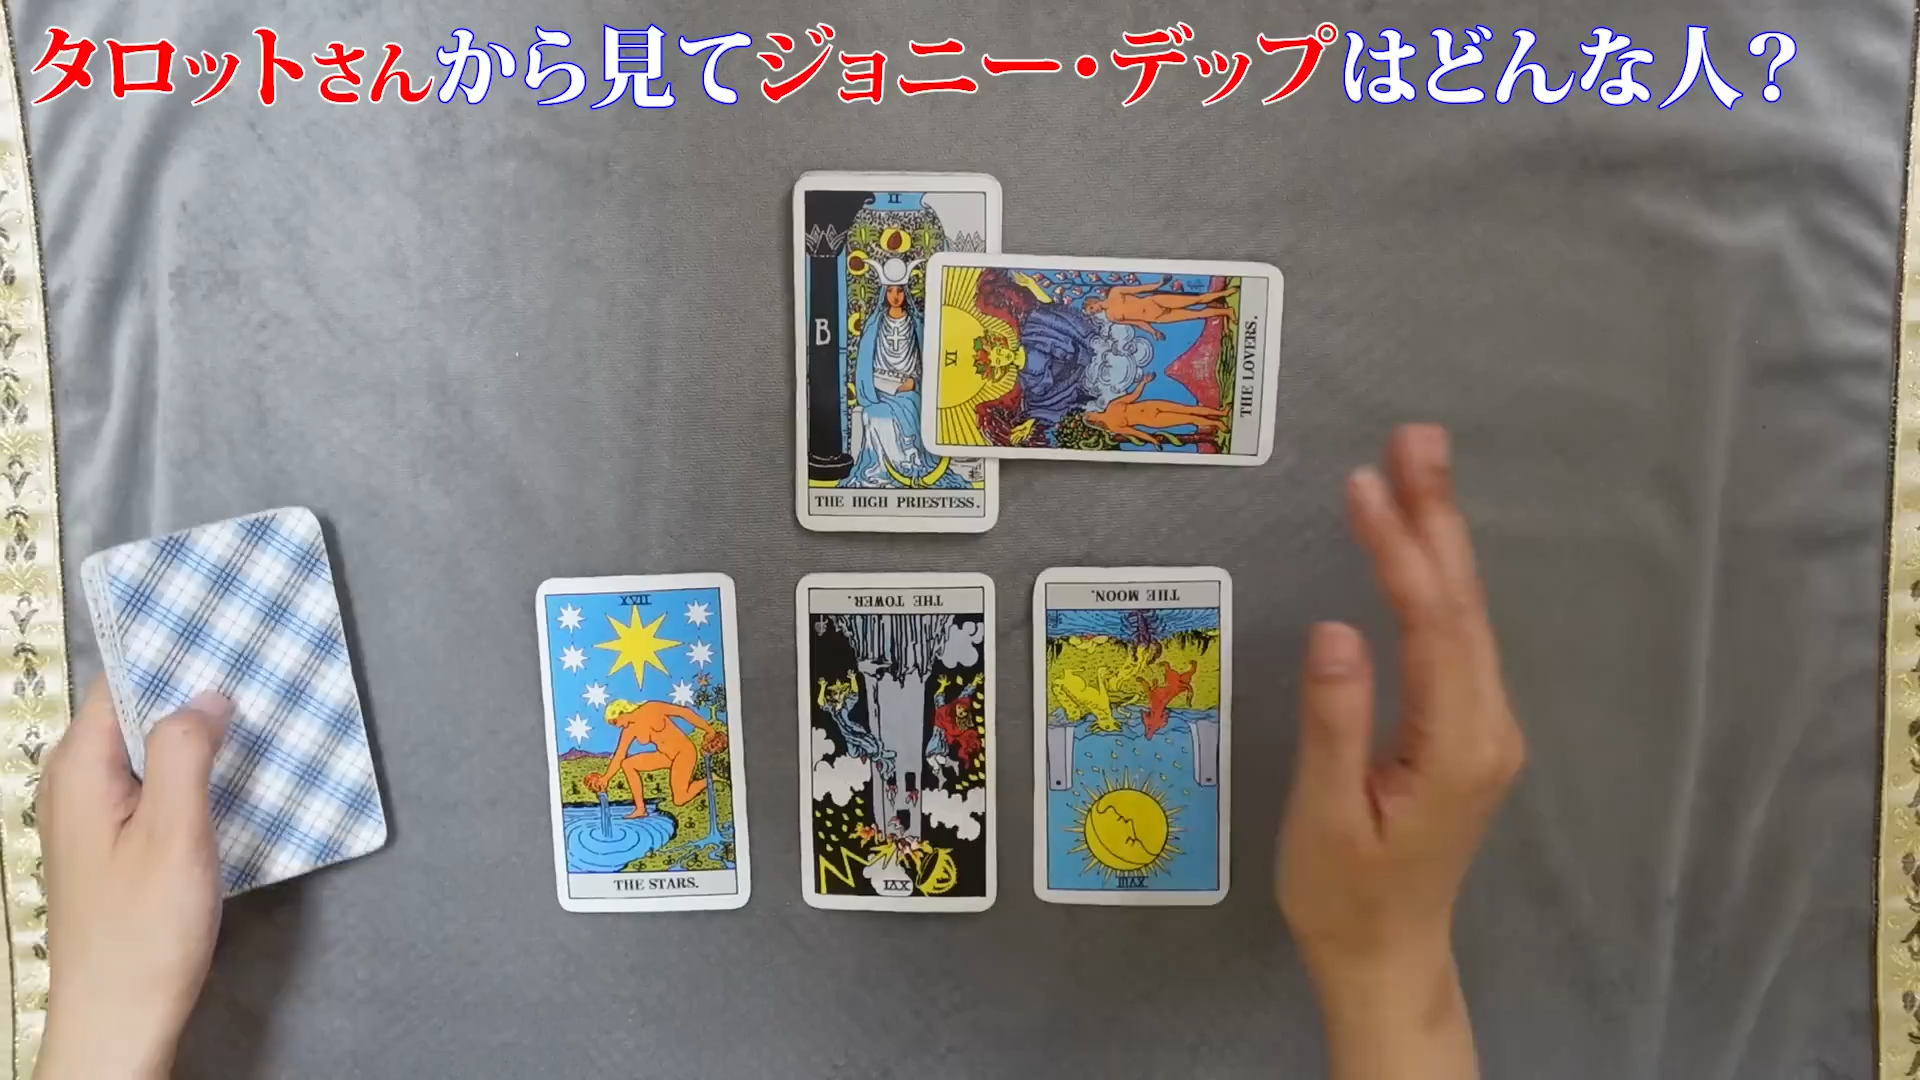 タロットさんから見てジョニー・デップはどんな人?
II
B
THE HIGH PRIESTESS.
VI
THE LOVERS.
XVII
THE STARS.
THE TOWER.
XVI
THE MOON.
XVIII